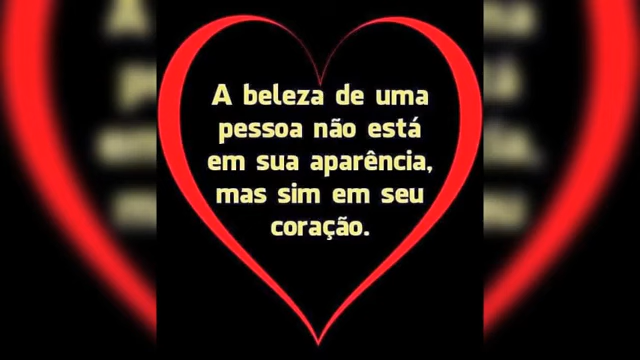 A beleza de uma
pessoa não está
em sua aparência,
mas sim em seu
coração.